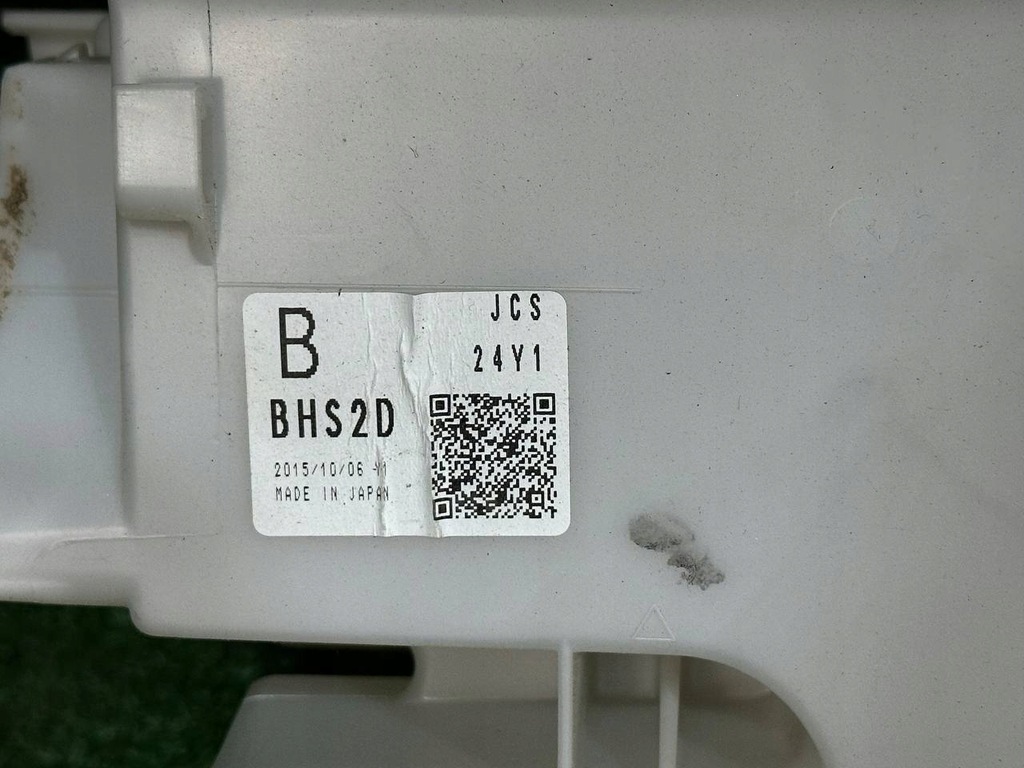 B
JCS
24Y1
BHS2D
2015/10/06
MADE IN JAPAN